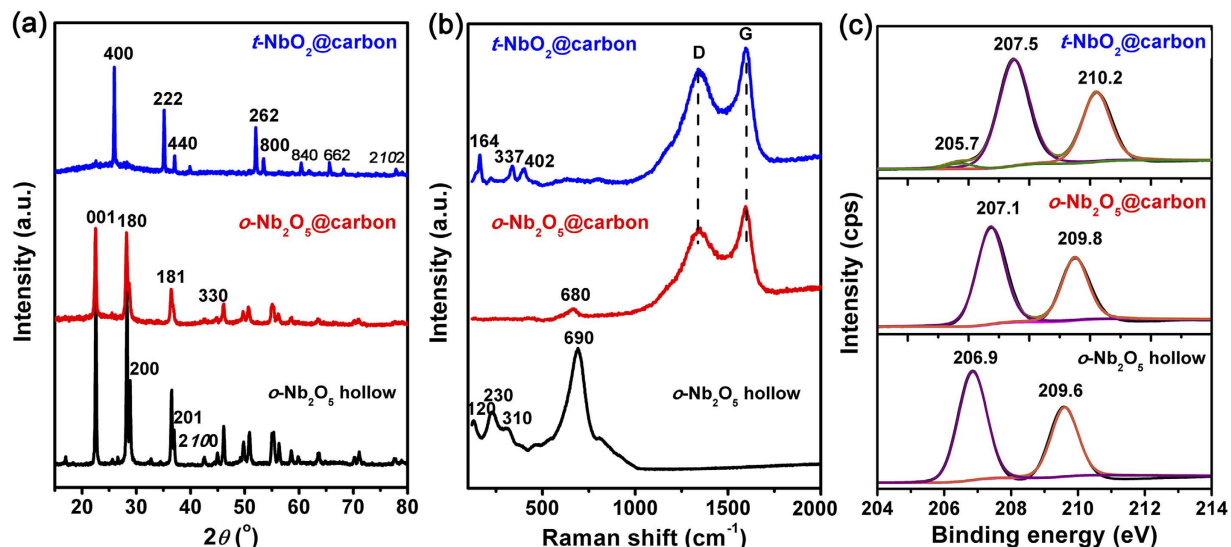 (a)
t-NbO₂@carbon
400
222
440
262
800
840
662
2102
o-Nb₂O₅@carbon
001
180
181
330
o-Nb₂O₅ hollow
200
201
2 100
Intensity (a.u.)
20 30 40 50 60 70 80
2θ (°)
(b)
t-NbO₂@carbon
D
G
164
337
402
o-Nb₂O₅@carbon
680
690
120
230
310
o-Nb₂O₅ hollow
Intensity (a.u.)
500 1000 1500 2000
Raman shift (cm⁻¹)
(c)
t-NbO₂@carbon
207.5
210.2
205.7
o-Nb₂O₅@carbon
207.1
209.8
o-Nb₂O₅ hollow
206.9
209.6
Intensity (cps)
204 206 208 210 212 214
Binding energy (eV)